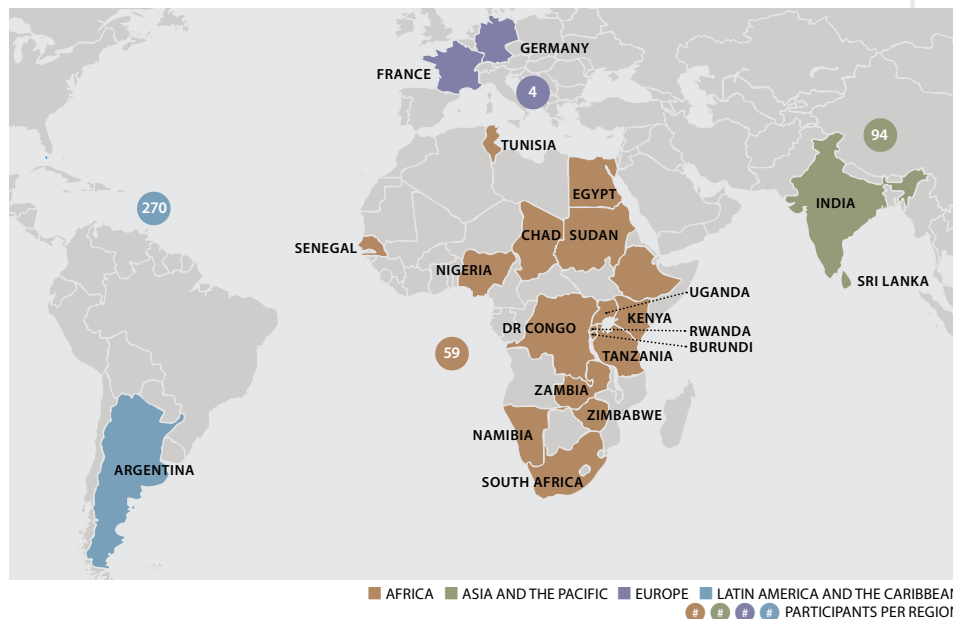 GERMANY
FRANCE
4
TUNISIA
94
EGYPT
INDIA
270
CHAD SUDAN
SENEGAL
NIGERIA
SRI LANKA
UGANDA
KENYA
DR CONGO
RWANDA
BURUNDI
59
TANZANIA
ZAMBIA
ZIMBABWE
NAMIBIA
ARGENTINA
SOUTH AFRICA
AFRICA ASIA AND THE PACIFIC EUROPE LATIN AMERICA AND THE CARIBBEAN
# # # # PARTICIPANTS PER REGION